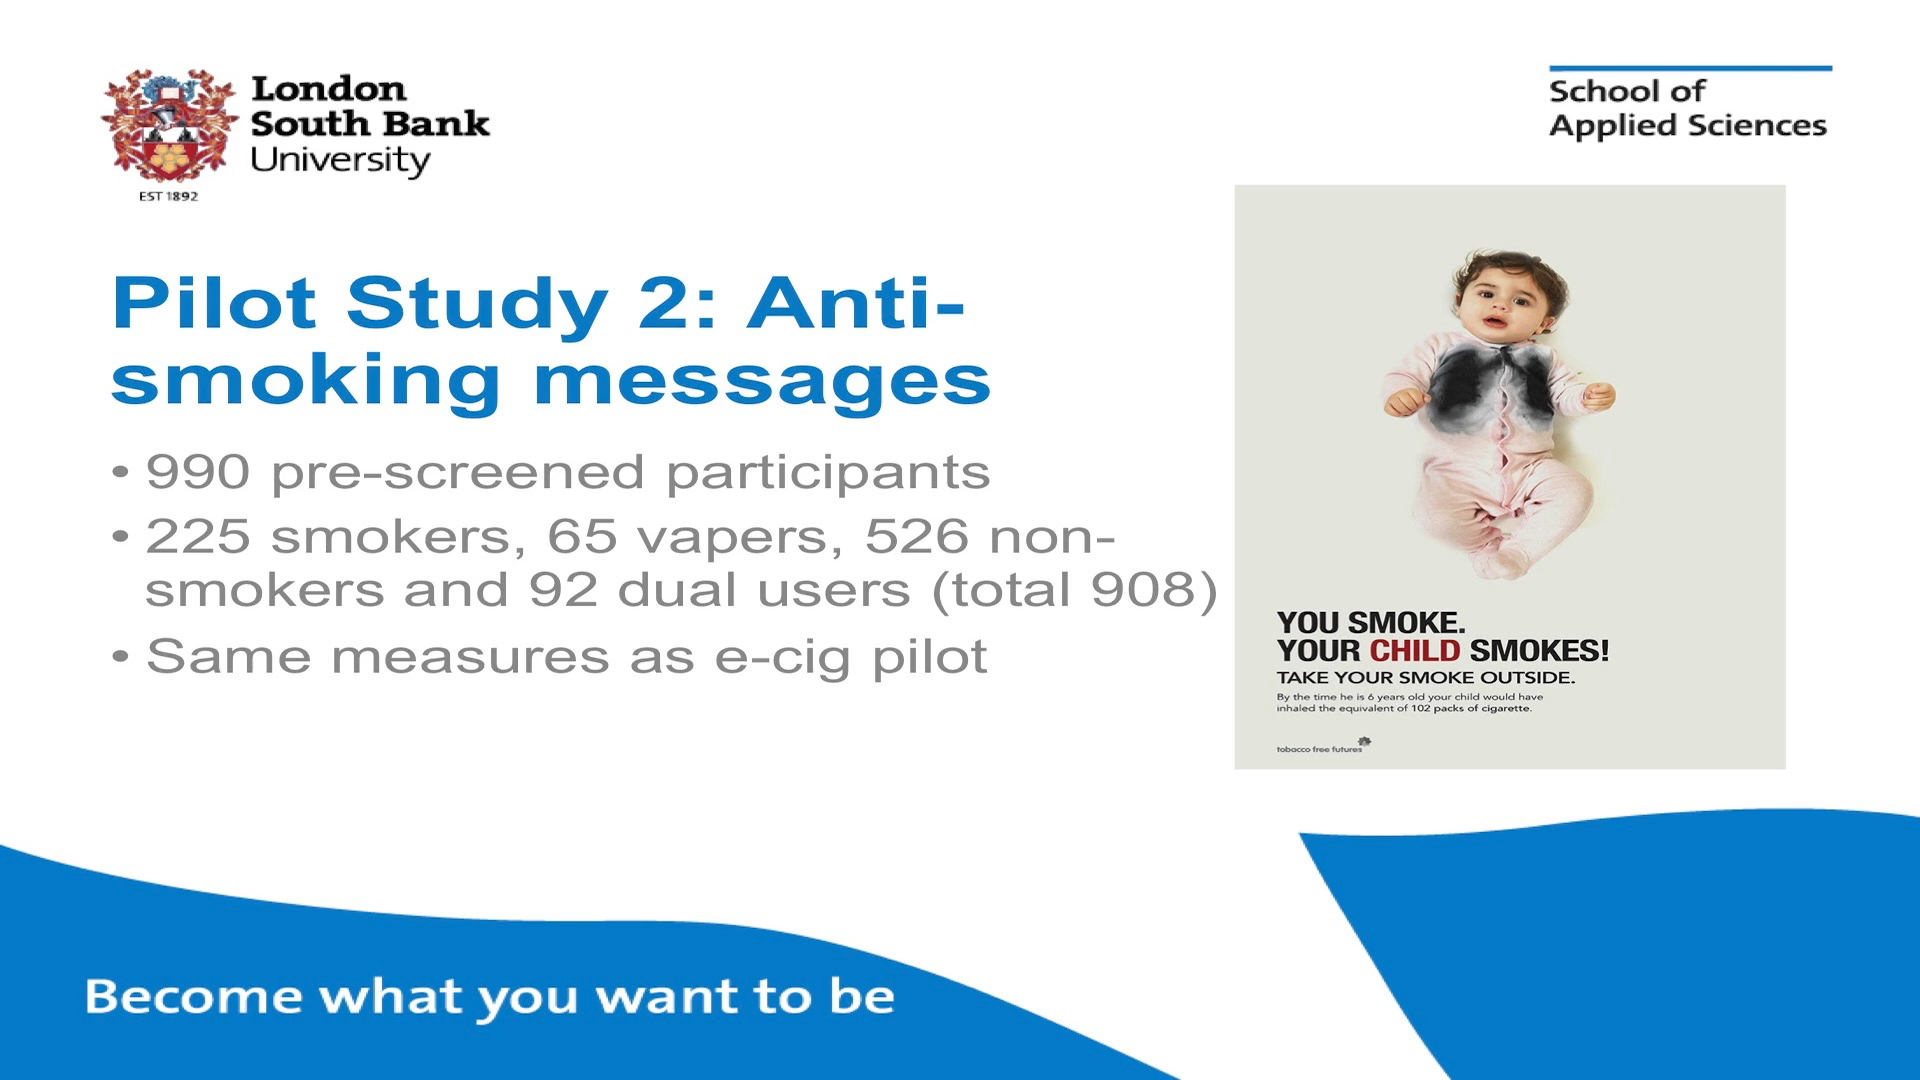 London
South Bank
University
EST 1892
School of
Applied Sciences
Pilot Study 2: Anti-
smoking messages
• 990 pre-screened participants
• 225 smokers, 65 vapers, 526 non-
smokers and 92 dual users (total 908)
• Same measures as e-cig pilot
YOU SMOKE.
YOUR CHILD SMOKES!
TAKE YOUR SMOKE OUTSIDE.
By the time he is 6 years old your child would have
inhaled the equivalent of 102 packs of cigarette.
tobacco free futures
Become what you want to be